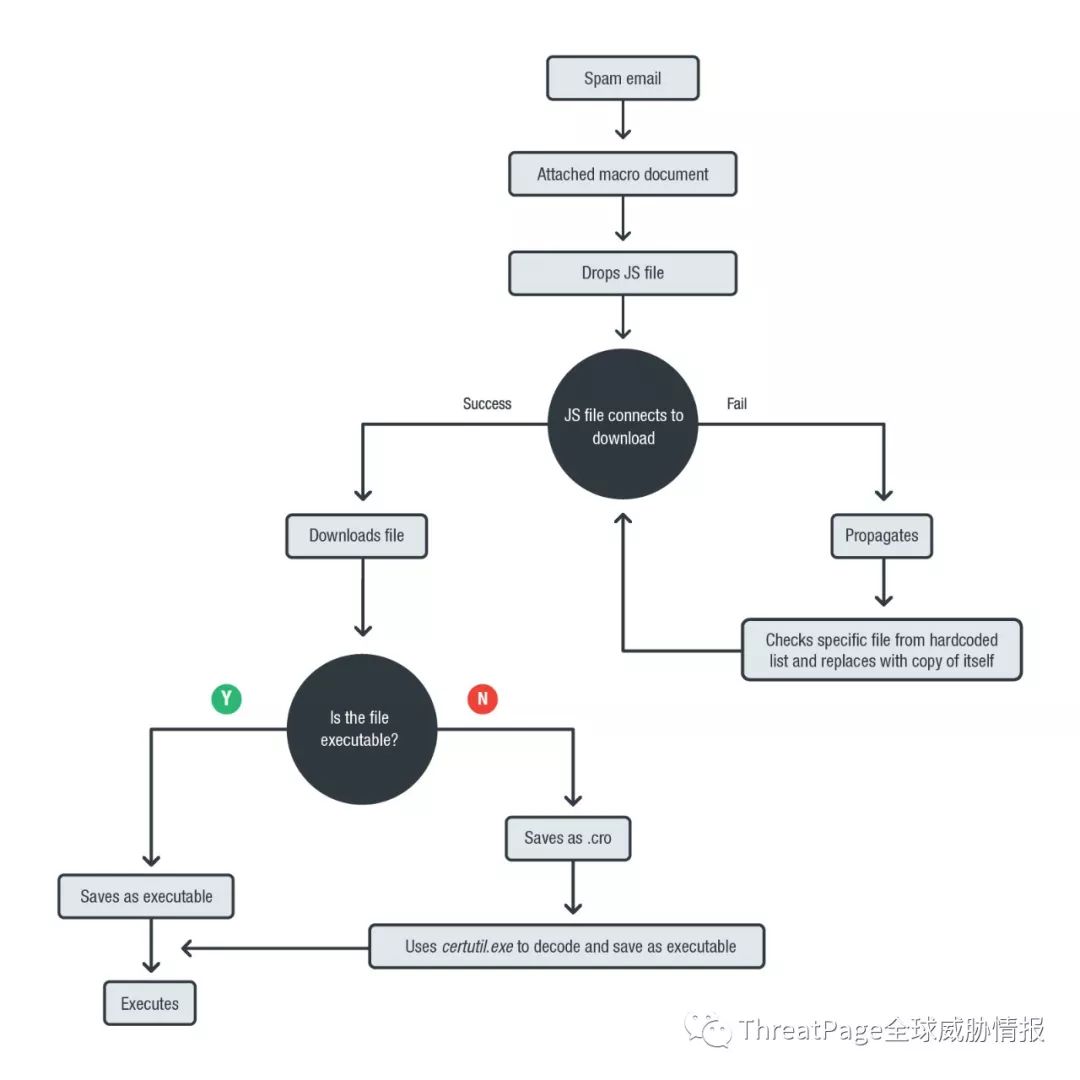 Spam email
Attached macro document
Drops JS file
JS file connects to
download
Success
Fail
Downloads file
Propagates
Checks specific file from hardcoded
list and replaces with copy of itself
Y
N
Is the file
executable?
Saves as .cro
Saves as executable
Uses certutil.exe to decode and save as executable
Executes
ThreatPage全球威胁情报